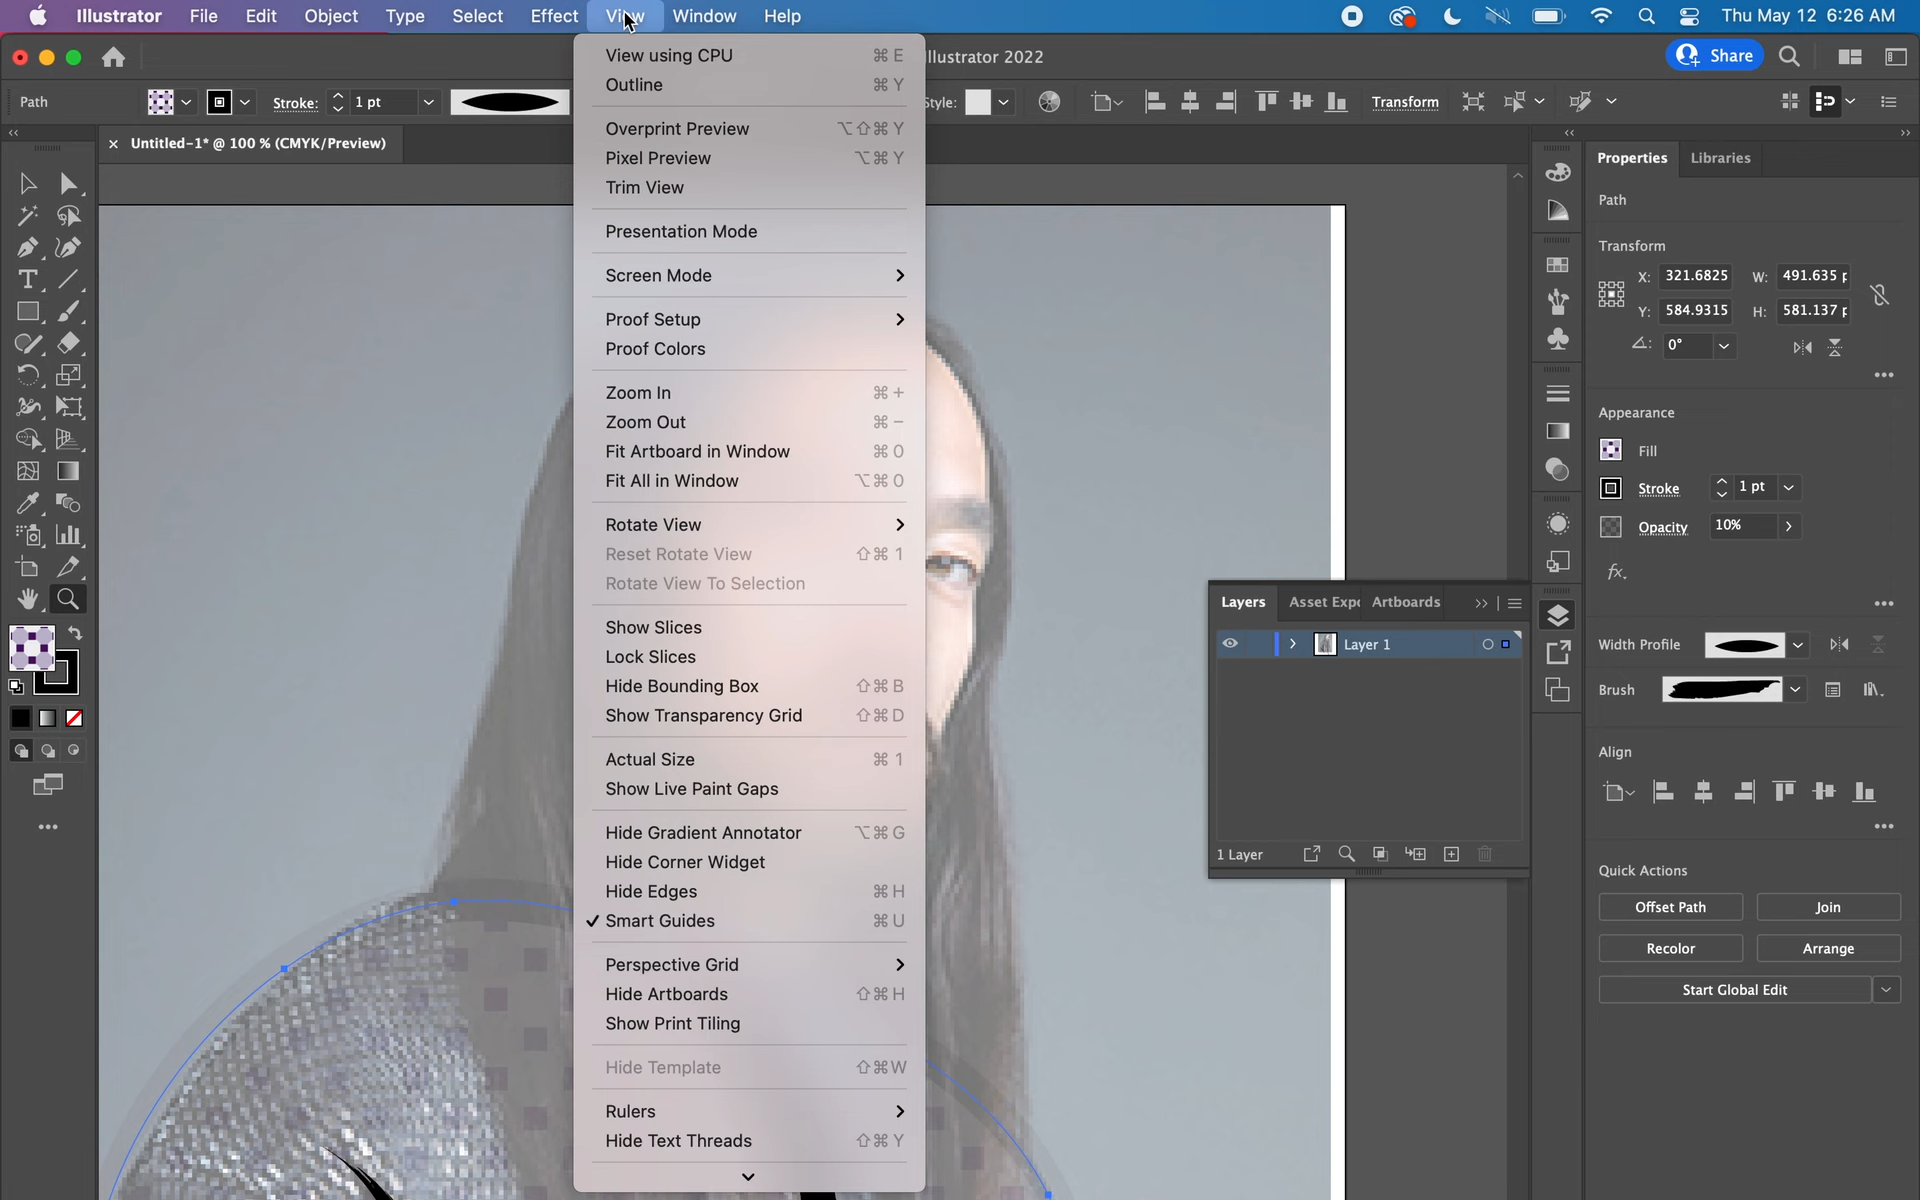 Illustrator File Edit Object Type Select Effect View Window Help Thu May 12 6:26 AM
llustrator 2022 Share
Path Stroke: 1 pt Style: Transform
Untitled-1* @ 100 % (CMYK/Preview)
View using CPU ⌘ E
Outline ⌘ Y
Overprint Preview ⌥⇧⌘ Y
Pixel Preview ⌥⌘ Y
Trim View
Presentation Mode
Screen Mode
Proof Setup
Proof Colors
Zoom In ⌘ +
Zoom Out ⌘ −
Fit Artboard in Window ⌘ 0
Fit All in Window ⌥⌘ 0
Rotate View
Reset Rotate View ⇧⌘ 1
Rotate View To Selection
Show Slices
Lock Slices
Hide Bounding Box ⇧⌘ B
Show Transparency Grid ⇧⌘ D
Actual Size ⌘ 1
Show Live Paint Gaps
Hide Gradient Annotator ⌥⌘ G
Hide Corner Widget
Hide Edges ⌘ H
✓ Smart Guides ⌘ U
Perspective Grid
Hide Artboards ⇧⌘ H
Show Print Tiling
Hide Template ⇧⌘W
Rulers
Hide Text Threads ⇧⌘ Y
Layers Asset Expo Artboards
Layer 1
1 Layer
Properties Libraries
Path
Transform
X: 321.6825 W: 491.635 p
Y: 584.9315 H: 581.137 p
0°
Appearance
Fill
Stroke 1 pt
Opacity 10%
fx.
Width Profile
Brush
Align
Quick Actions
Offset Path Join
Recolor Arrange
Start Global Edit